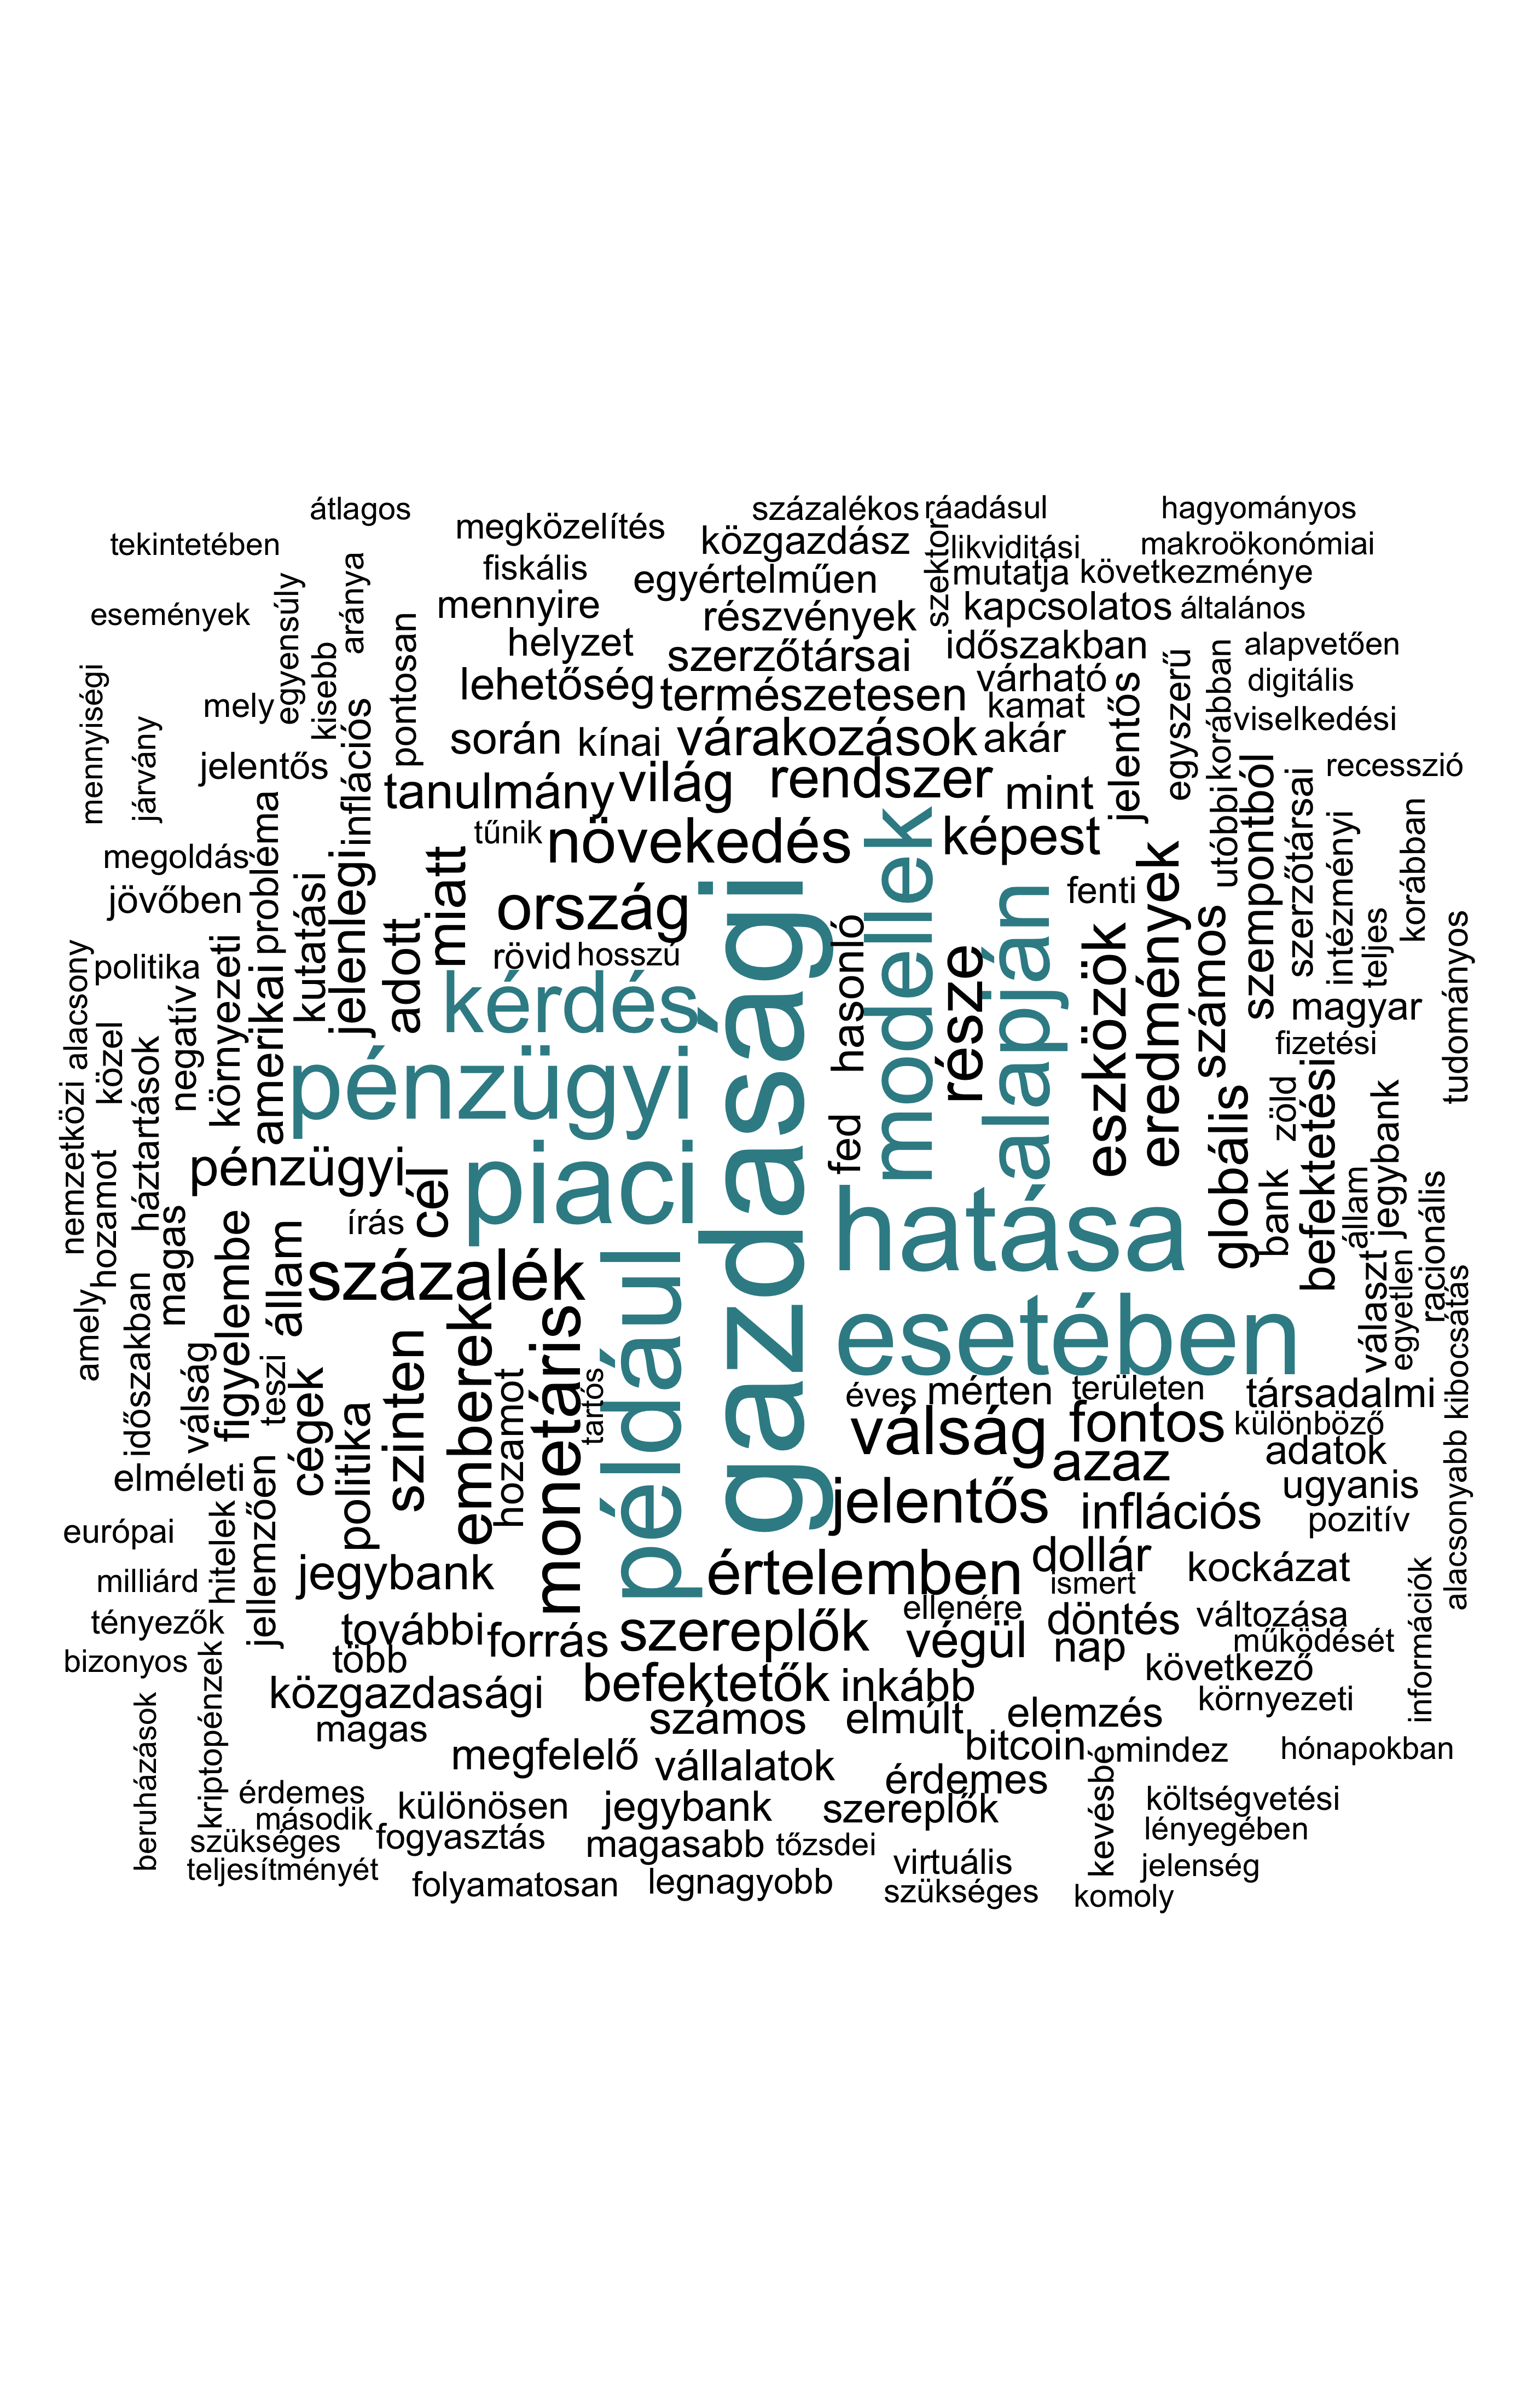 átlagos
százalékos
ráadásul
hagyományos
megközelítés
tekintetében
közgazdász
szektor
likviditási
makroökonómiai
fiskális
egyértelműen
mutatja
következménye
események
egyensúly
aránya
mennyire
részvények
kapcsolatos
általános
pontosan
helyzet
szerzőtársai
időszakban
alapvetően
mennyiségi
kisebb
lehetőség
természetesen
várható
egyszerű
korábban
digitális
mely
kamat
járvány
inflációs
során
kínai
várakozások
akár
jelentős
viselkedési
jelentős
tanulmány
világ
rendszer
mint
szempontból
recesszió
probléma
tűnik
növekedés
modellek
képest
utóbbi
szerzőtársai
megoldás
jelenlegi
miatt
gazdasági
fenti
eredmények
intézményi
korábban
jövőben
kutatási
adott
ország
alapján
eszközök
számos
teljes
tudományos
politika
környezeti
amerikai
rövid
hosszú
hasonló
része
magyar
alacsony
közel
negatív
kérdés
fizetési
háztartások
pénzügyi
fed
globális
zöld
befektetési
jegybank
nemzetközi
hozamot
pénzügyi
cél
piaci
hatása
bank
állam
racionális
magas
írás
amely
időszakban
figyelembe
állam
százalék
például
esetében
választ
egyetlen
kibocsátás
válság
teszi
cégek
szinten
emberek
hozamot
monetáris
tartós
éves
mérten
területen
társadalmi
politika
válság
fontos
különböző
elméleti
azaz
adatok
ugyanis
alacsonyabb
európai
hitelek
jellemzően
jelentős
inflációs
pozitív
milliárd
jegybank
értelemben
dollár
ismert
kockázat
információk
tényezők
további
forrás
szereplők
ellenére
végül
döntés
változása
bizonyos
kriptopénzek
több
nap
működését
következő
közgazdasági
befektetők
inkább
környezeti
beruházások
magas
számos
elmúlt
elemzés
megfelelő
vállalatok
bitcoin
kevésbé
mindez
hónapokban
érdemes
érdemes
második
különösen
jegybank
szereplők
költségvetési
szükséges
fogyasztás
magasabb
tőzsdei
lényegében
teljesítményét
virtuális
jelenség
folyamatosan
legnagyobb
szükséges
komoly